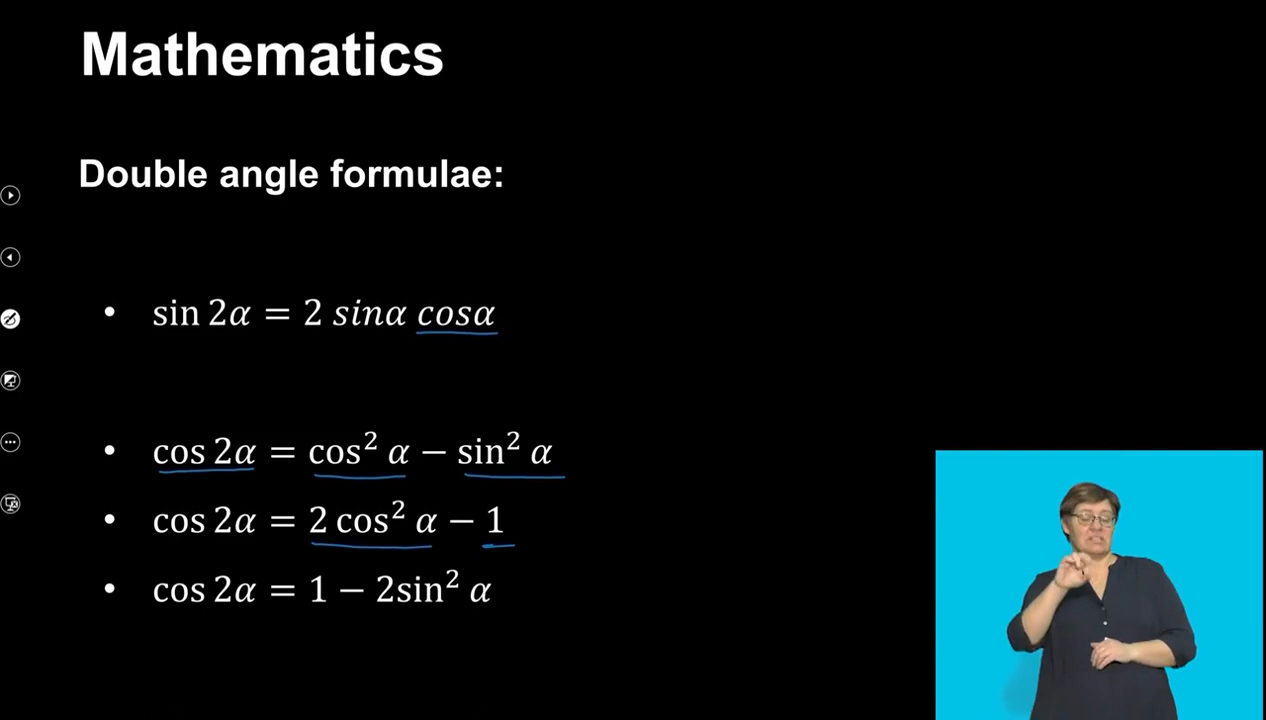 Mathematics
Double angle formulae:
• sin 2α = 2 sinα cosα
• cos 2α = cos² α − sin² α
• cos 2α = 2 cos² α − 1
• cos 2α = 1 − 2sin² α